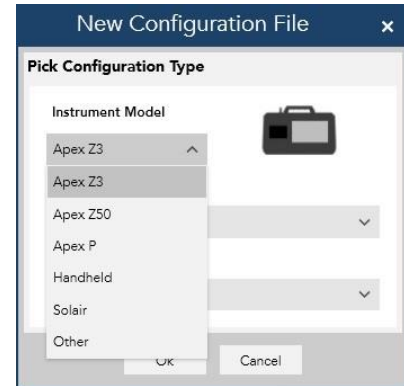 New Configuration File ×
Pick Configuration Type
Instrument Model
Apex Z3
Apex Z3
Apex Z50
Apex P
Handheld
Solair
Other
Ok Cancel